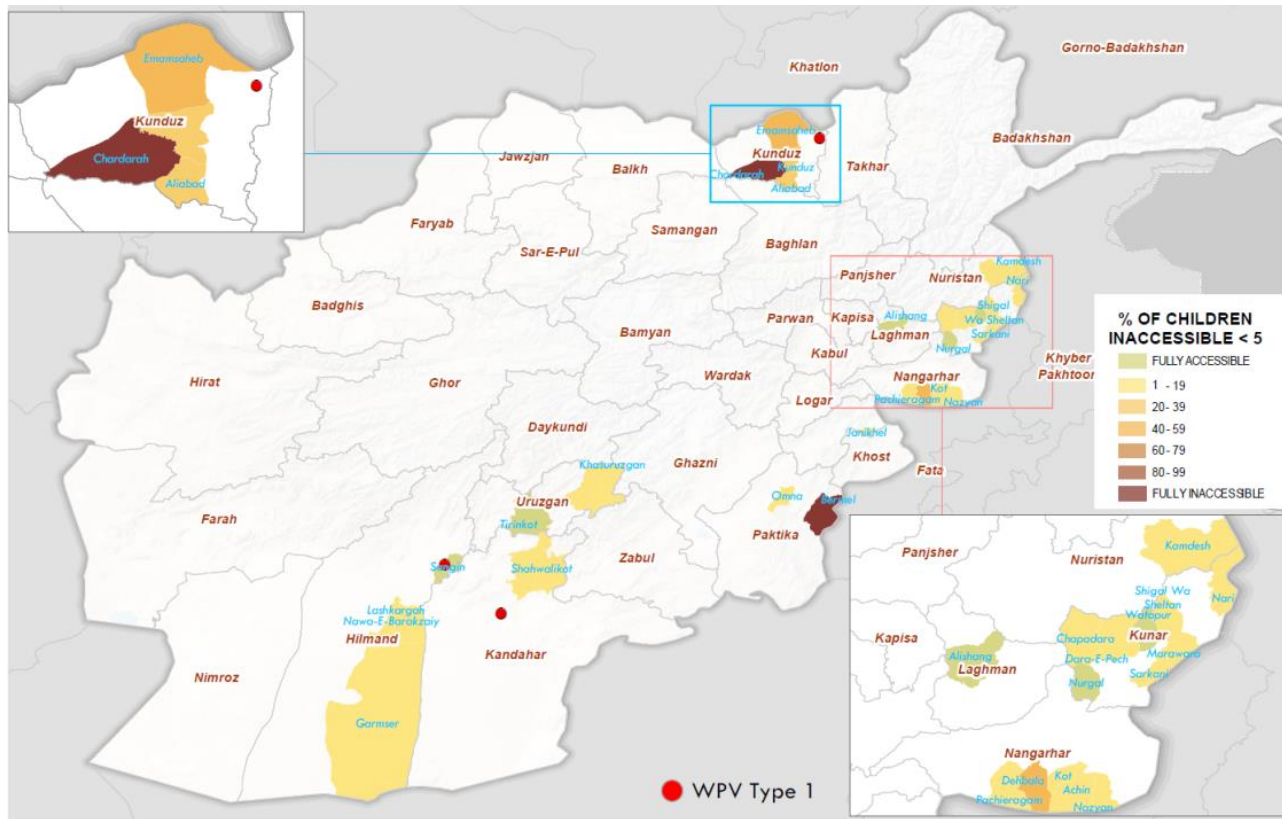 Emamsaheb
Kunduz
Chardarah
Aliabad
Khatlon
Gorno-Badakhshan
Badakhshan
Emamsaheb
Kunduz
Chardarah
Kunduz
Aliabad
Takhar
Jawzjan
Balkh
Faryab
Samangan
Baghlan
Sar-E-Pul
Badghis
Panjsher
Nuristan
Kamdesh
Nari
Shigal
Wa Sheltan
Sarkani
Parwan
Kapisa
Alishang
Laghman
Nurgal
Bamyan
Kabul
Wardak
Nangarhar
Kot
Pachieragam
Nazyan
Khyber
Pakhtoon
Hirat
Ghor
Logar
Daykundi
Janikhel
Khost
Ghazni
Khaturuzgan
Fata
Uruzgan
Omna
Tirinkot
Farah
Paktika
Zabul
Shahwalikot
Lashkargah
Nawa-E-Barakzaiy
Hilmand
Kandahar
Nimroz
Garmser
WPV Type 1
% OF CHILDREN
INACCESSIBLE < 5
FULLY ACCESSIBLE
1 - 19
20 - 39
40 - 59
60 - 79
80 - 99
FULLY INACCESSIBLE
Panjsher
Nuristan
Kamdesh
Shigal Wa
Sheltan
Watapur
Nari
Kapisa
Chapadara
Kunar
Alishang
Laghman
Dara-E-Pech
Marawara
Sarkani
Nurgal
Nangarhar
Dehbala
Kot
Achin
Pachieragam
Nazyan